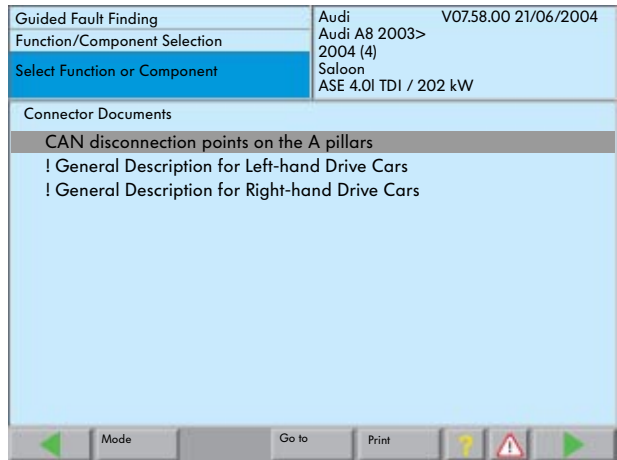 Guided Fault Finding
Function/Component Selection
Select Function or Component
Audi V07.58.00 21/06/2004
Audi A8 2003>
2004 (4)
Saloon
ASE 4.0l TDI / 202 kW
Connector Documents
CAN disconnection points on the A pillars
! General Description for Left-hand Drive Cars
! General Description for Right-hand Drive Cars
Mode
Go to
Print
?
!